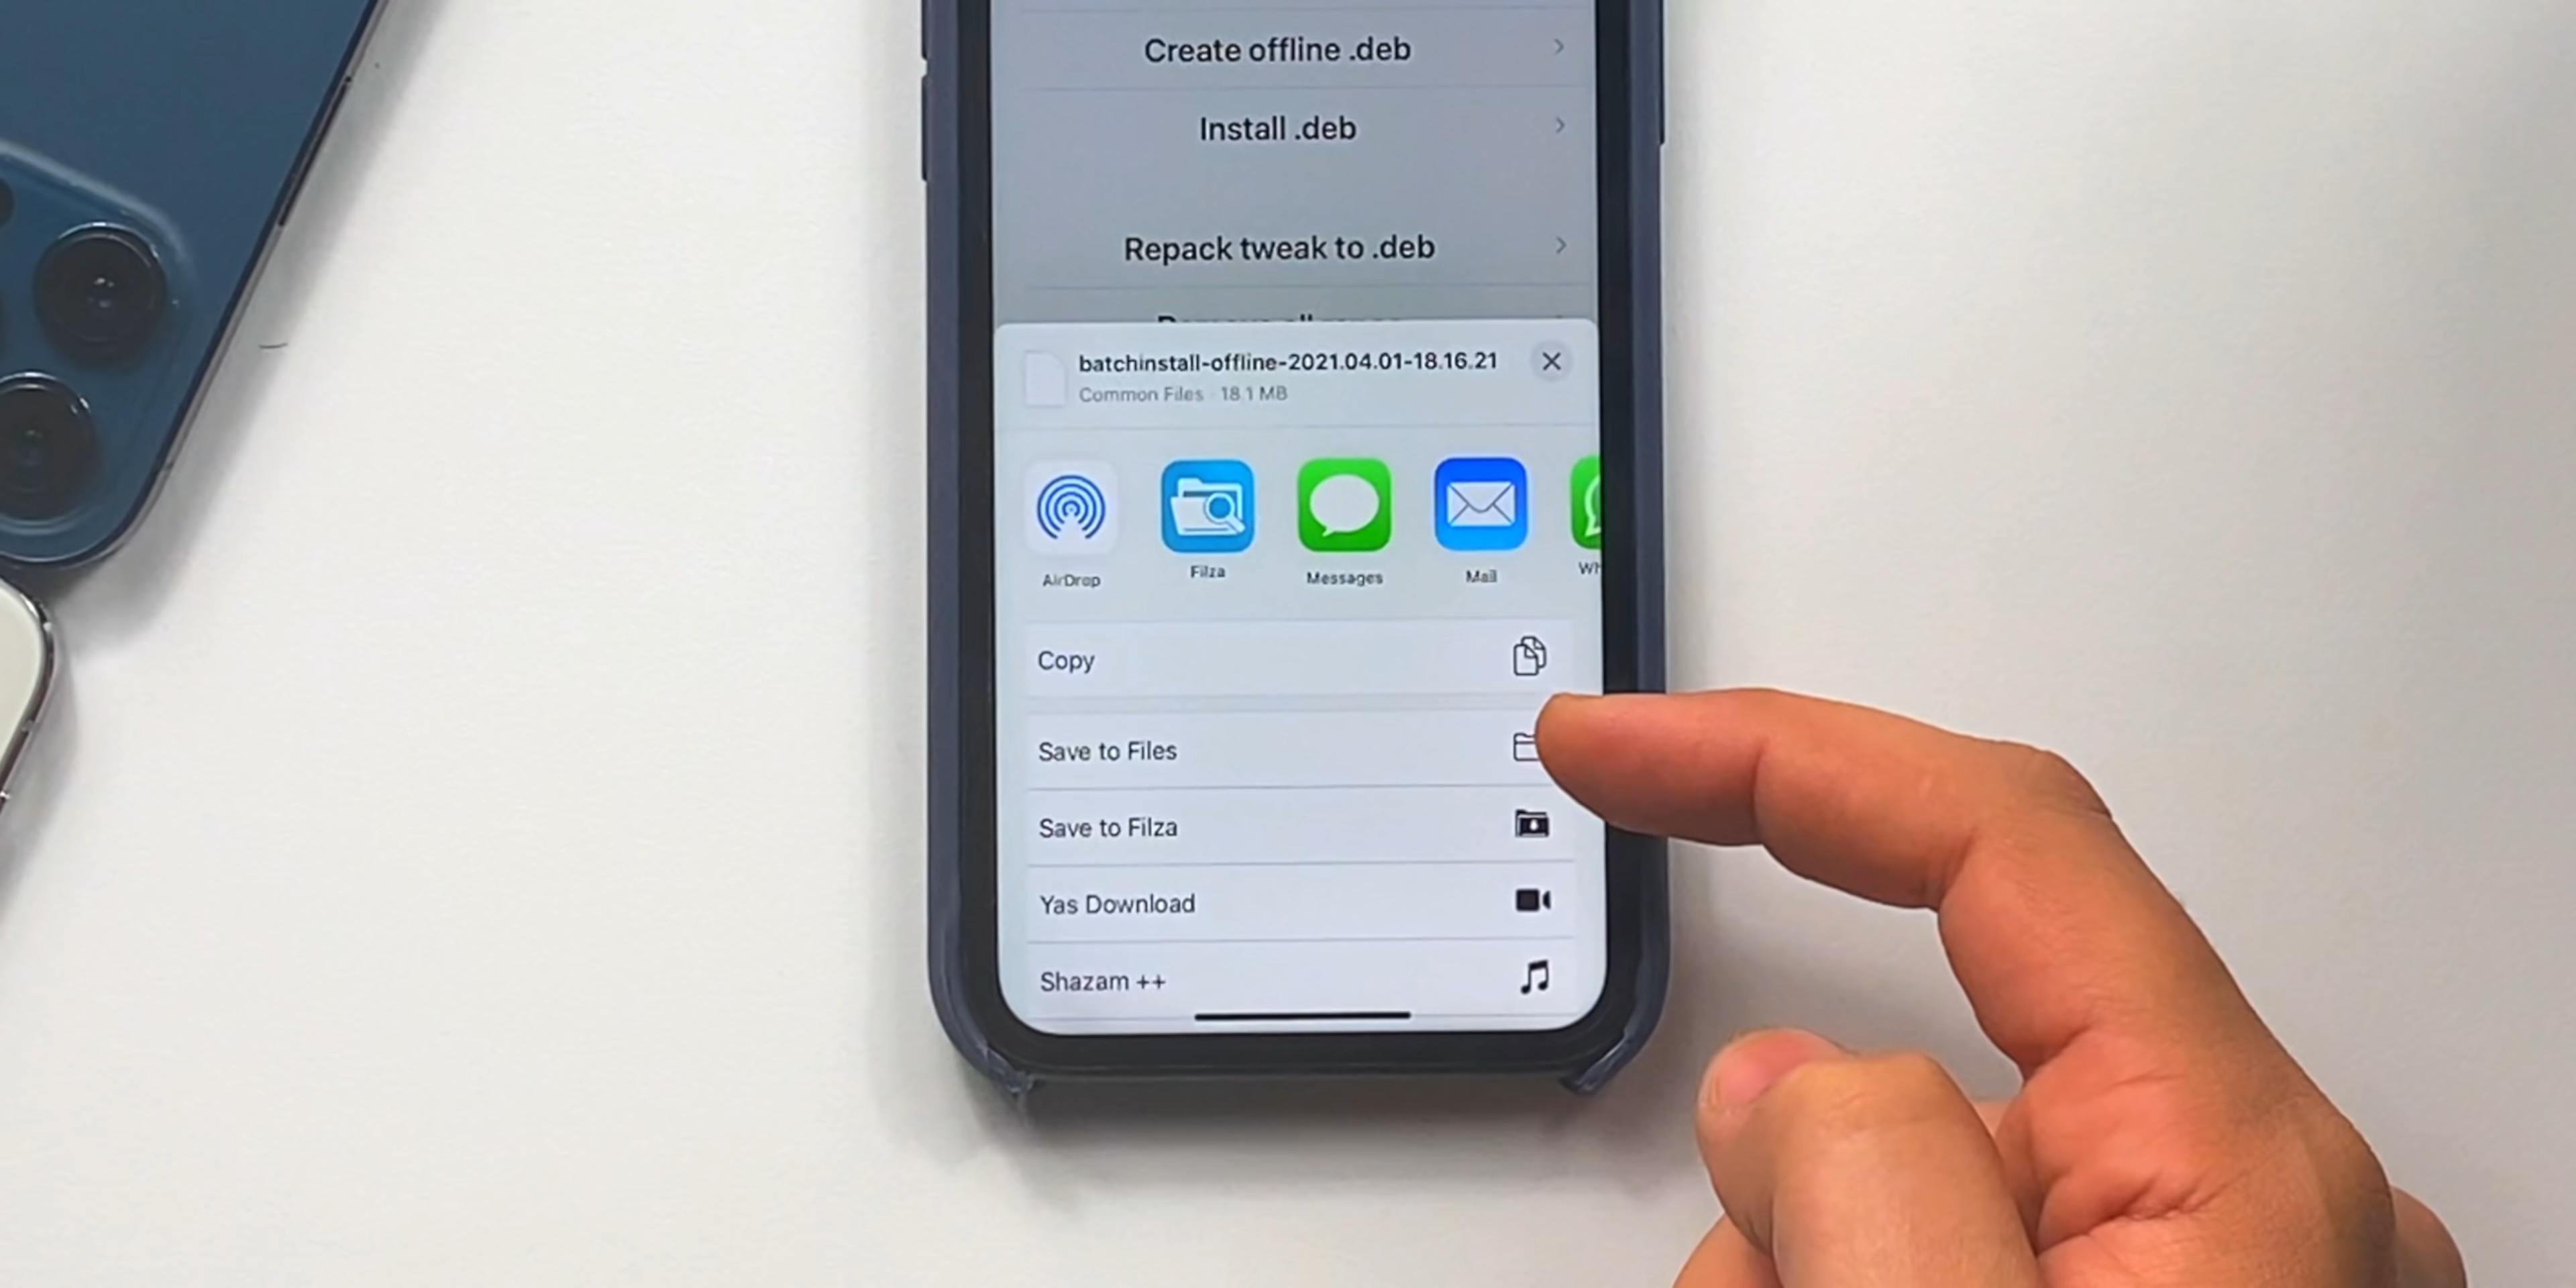 Create offline .deb
Install .deb
Repack tweak to .deb
batchinstall-offline-2021.04.01-18.16.21
Common Files · 18.1 MB
AirDrop
Filza
Messages
Mail
Copy
Save to Files
Save to Filza
Yas Download
Shazam ++